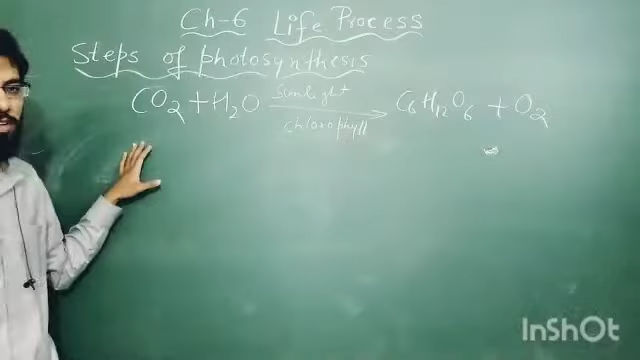 Ch-6 Life Process
Steps of photosynthesis
CO₂ + H₂O Sunlight chlorophyll → C₆H₁₂O₆ + O₂
InShOt